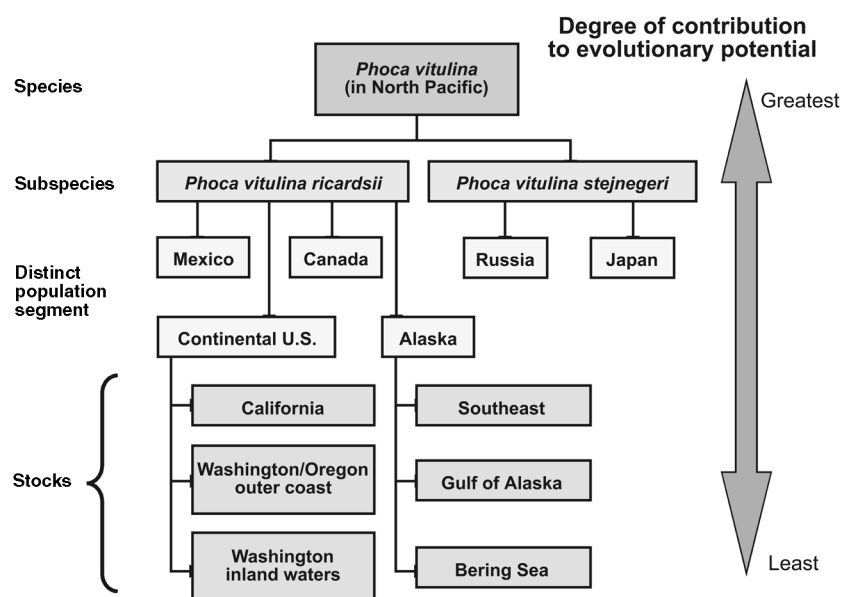 Degree of contribution
to evolutionary potential
Species
Phoca vitulina
(in North Pacific)
Greatest
Subspecies
Phoca vitulina ricardsii
Phoca vitulina stejnegeri
Distinct
population
segment
Mexico
Canada
Russia
Japan
Continental U.S.
Alaska
Stocks
California
Southeast
Washington/Oregon
outer coast
Gulf of Alaska
Washington
inland waters
Bering Sea
Least